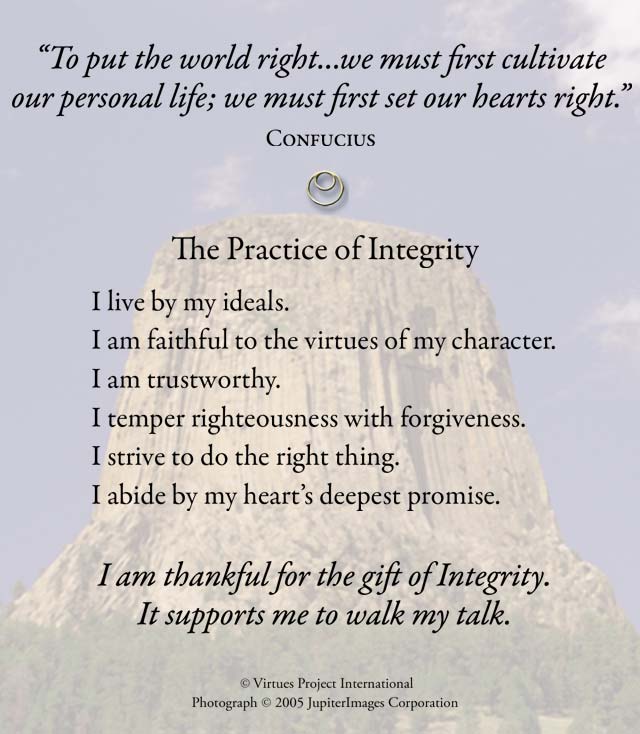 “To put the world right...we must first cultivate
our personal life; we must first set our hearts right.”
Confucius
The Practice of Integrity
I live by my ideals.
I am faithful to the virtues of my character.
I am trustworthy.
I temper righteousness with forgiveness.
I strive to do the right thing.
I abide by my heart’s deepest promise.
I am thankful for the gift of Integrity.
It supports me to walk my talk.
© Virtues Project International
Photograph © 2005 JupiterImages Corporation